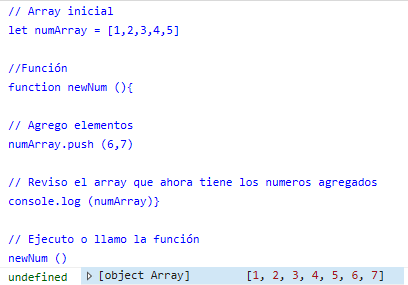 // Array inicial
let numArray = [1,2,3,4,5]
//Función
function newNum (){
// Agrego elementos
numArray.push (6,7)
// Reviso el array que ahora tiene los numeros agregados
console.log (numArray)}
// Ejecuto o llamo la función
newNum ()
undefined [object Array] [1, 2, 3, 4, 5, 6, 7]